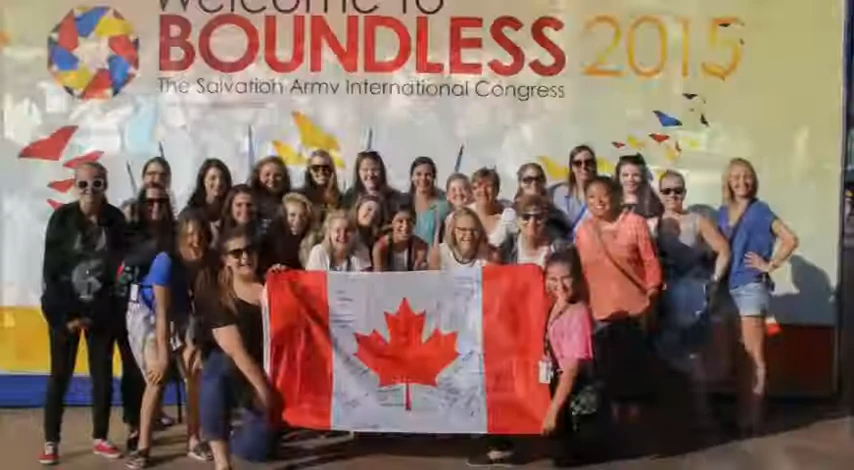 Welcome To
BOUNDLESS 2015
The Salvation Army International Congress